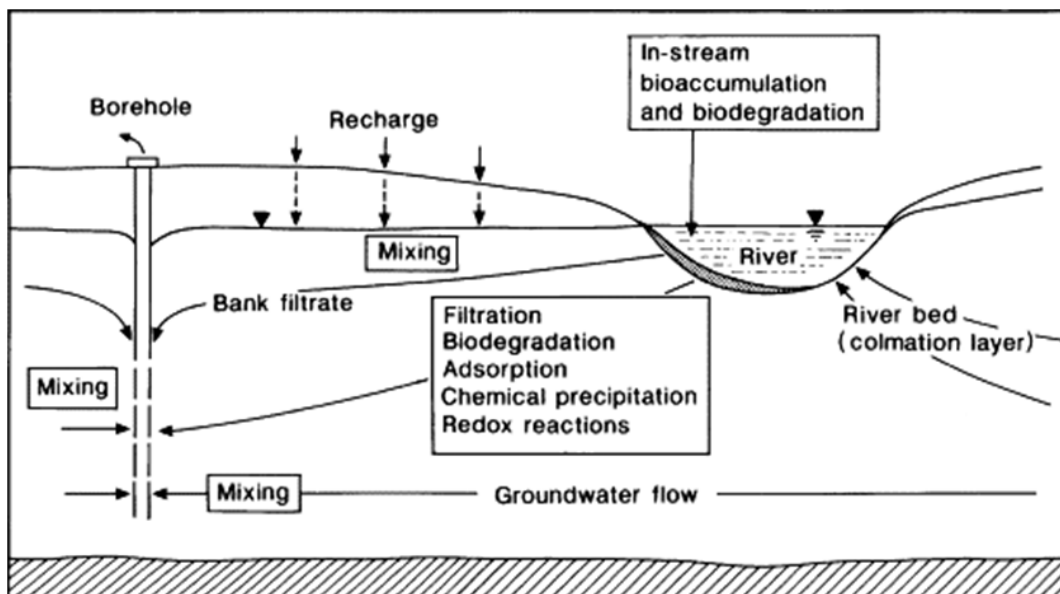 In-stream
bioaccumulation
and biodegradation
Borehole
Recharge
Mixing
River
Bank filtrate
River bed
(colmation layer)
Filtration
Biodegradation
Adsorption
Chemical precipitation
Redox reactions
Mixing
Mixing
Groundwater flow